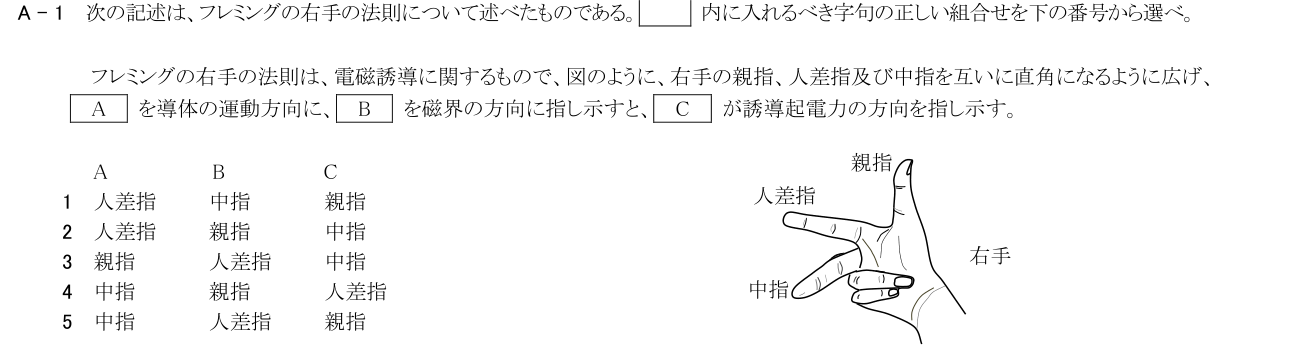 A-1 次の記述は、フレミングの右手の法則について述べたものである。 内に入れるべき字句の正しい組合せを下の番号から選べ。
フレミングの右手の法則は、電磁誘導に関するもので、図のように、右手の親指、人差指及び中指を互いに直角になるように広げ、
A を導体の運動方向に、 B を磁界の方向に指し示すと、 C が誘導起電力の方向を指し示す。
A B C
1 人差指 中指 親指
2 人差指 親指 中指
3 親指 人差指 中指
4 中指 親指 人差指
5 中指 人差指 親指
親指
人差指
右手
中指